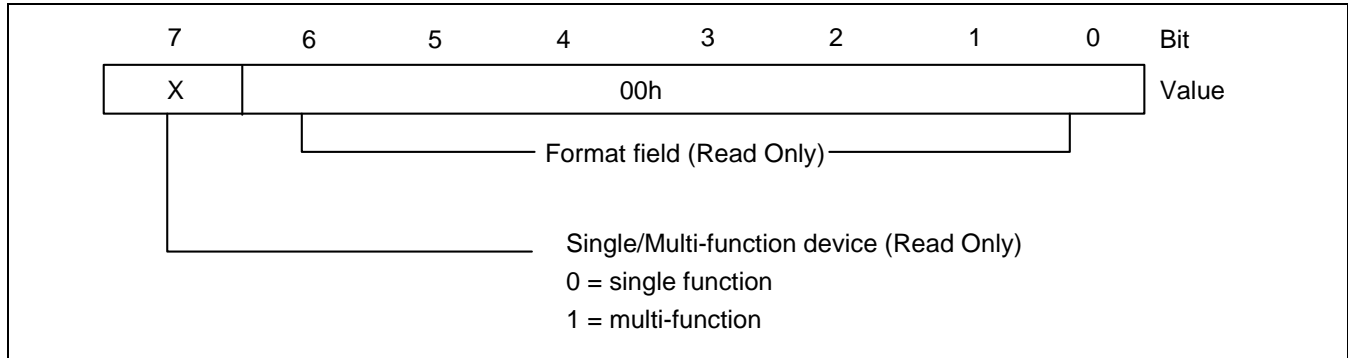 7 6 5 4 3 2 1 0 Bit
X 00h Value
Format field (Read Only)
Single/Multi-function device (Read Only)
0 = single function
1 = multi-function